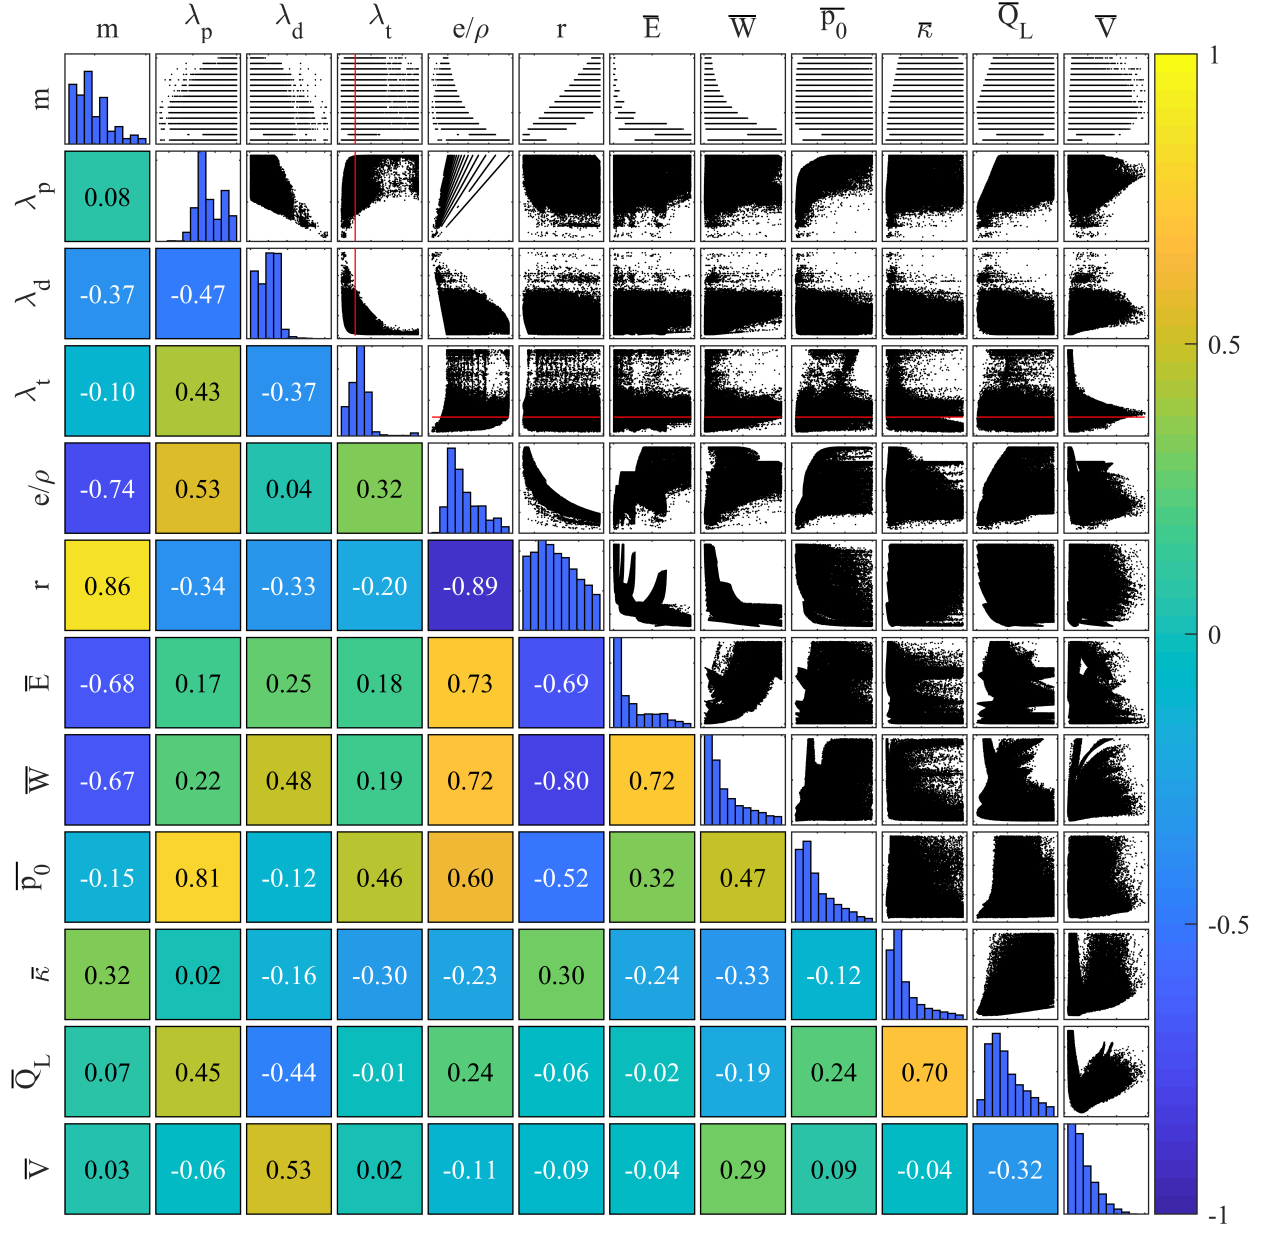 m λp λd λt e/ρ r E̅ W̅ p̅0 κ̅ Q̅L V̅
m
λp 0.08
λd -0.37 -0.47
λt -0.10 0.43 -0.37
e/ρ -0.74 0.53 0.04 0.32
r 0.86 -0.34 -0.33 -0.20 -0.89
E̅ -0.68 0.17 0.25 0.18 0.73 -0.69
W̅ -0.67 0.22 0.48 0.19 0.72 -0.80 0.72
p̅0 -0.15 0.81 -0.12 0.46 0.60 -0.52 0.32 0.47
κ̅ 0.32 0.02 -0.16 -0.30 -0.23 0.30 -0.24 -0.33 -0.12
Q̅L 0.07 0.45 -0.44 -0.01 0.24 -0.06 -0.02 -0.19 0.24 0.70
V̅ 0.03 -0.06 0.53 0.02 -0.11 -0.09 -0.04 0.29 0.09 -0.04 -0.32
1
0.5
0
-0.5
-1